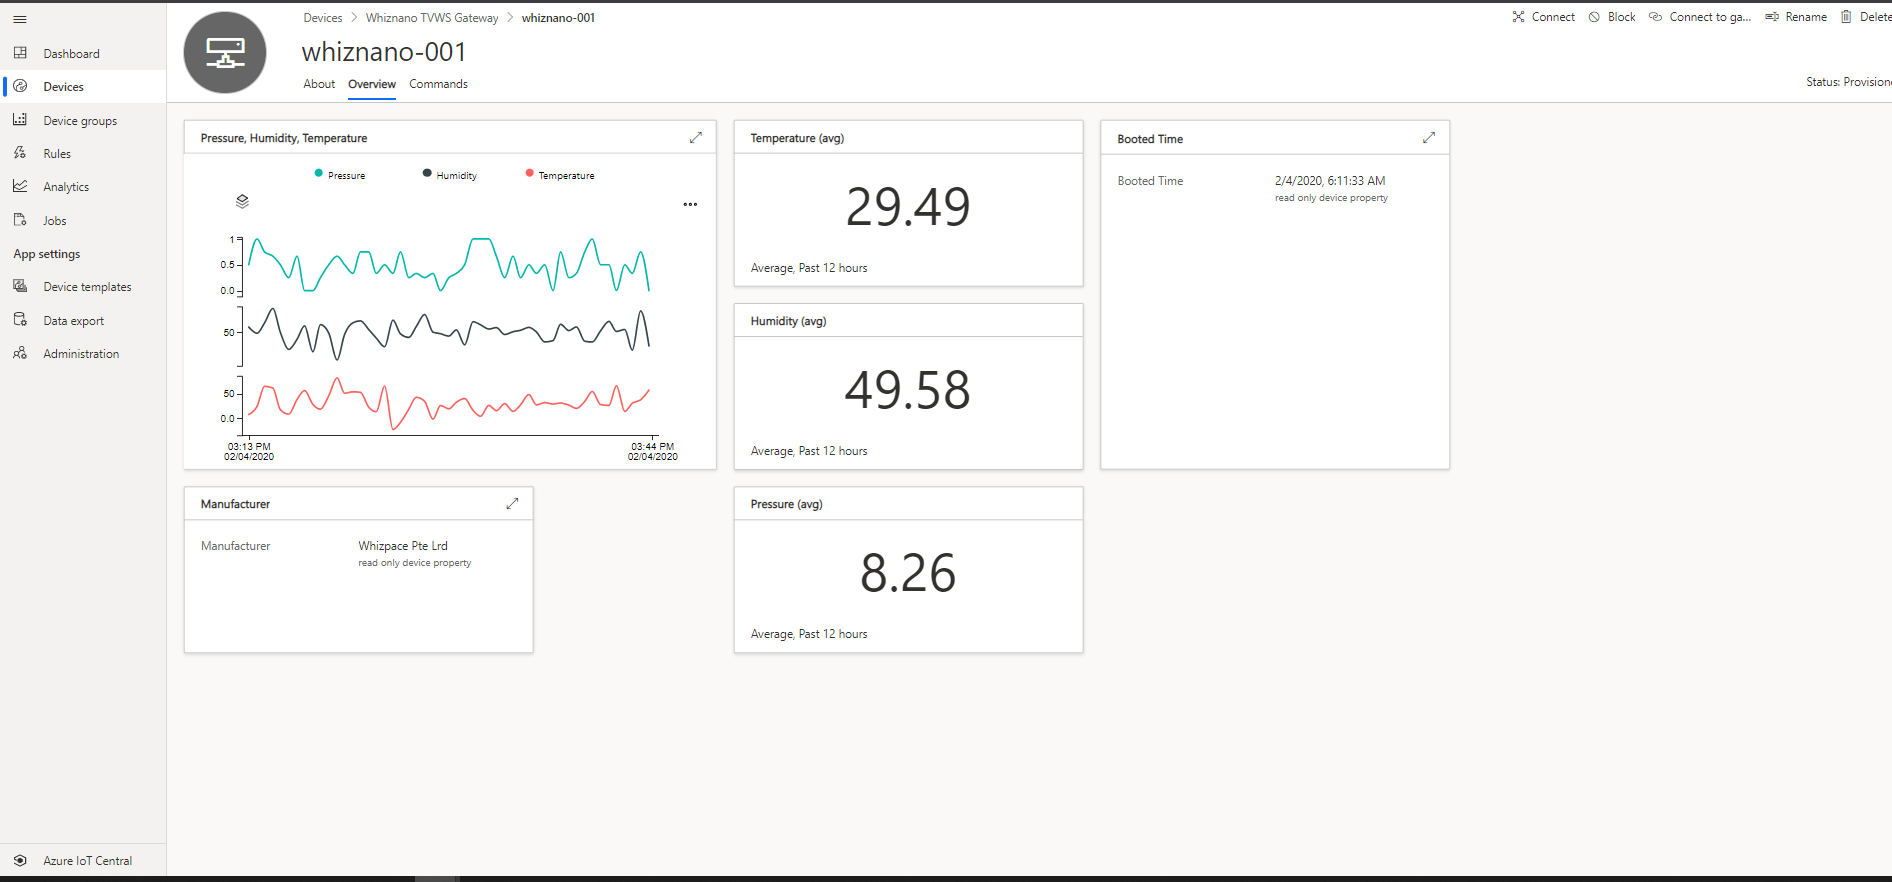 Dashboard
Devices
Device groups
Rules
Analytics
Jobs
App settings
Device templates
Data export
Administration
Azure IoT Central
Devices > Whiznano TVWS Gateway > whiznano-001
Connect Block Connect to ga... Rename Delete
whiznano-001
About Overview Commands
Status: Provisione
Pressure, Humidity, Temperature
Pressure Humidity Temperature
1
0.5
0.0
50
50
0.0
03:13 PM 03:44 PM
02/04/2020 02/04/2020
Temperature (avg)
29.49
Average, Past 12 hours
Booted Time
Booted Time 2/4/2020, 6:11:33 AM
read only device property
Humidity (avg)
49.58
Average, Past 12 hours
Manufacturer
Manufacturer Whizpace Pte Lrd
read only device property
Pressure (avg)
8.26
Average, Past 12 hours